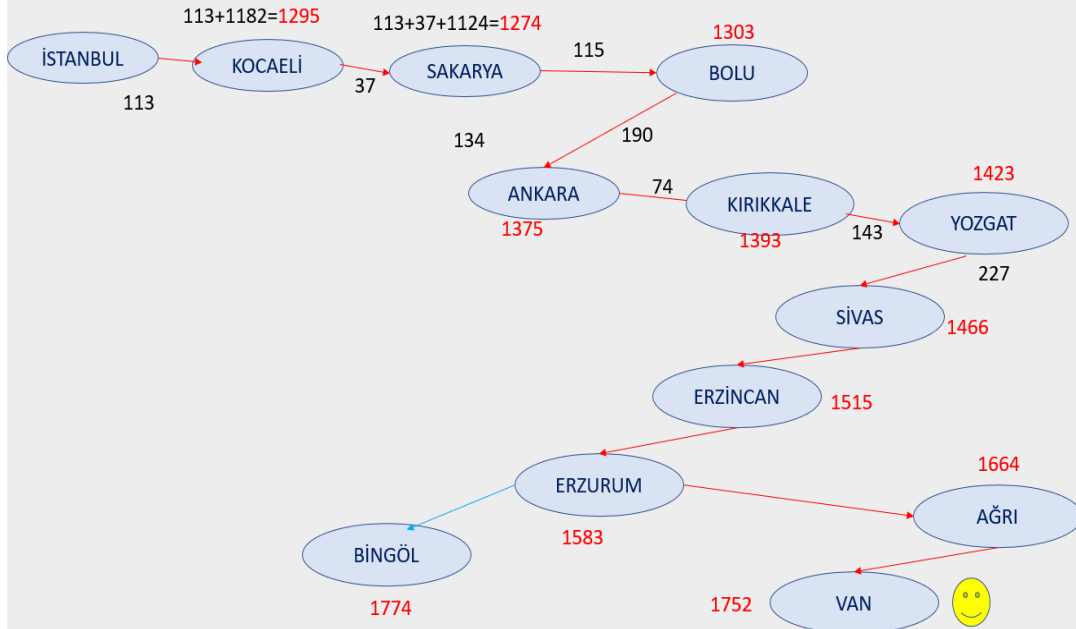 113+1182=1295
113+37+1124=1274
1303
İSTANBUL
KOCAELİ
SAKARYA
115
BOLU
113
37
134
190
ANKARA
74
KIRIKKALE
1423
1375
1393
143
YOZGAT
227
SİVAS
1466
ERZİNCAN
1515
ERZURUM
1664
1583
AĞRI
BİNGÖL
1774
1752
VAN